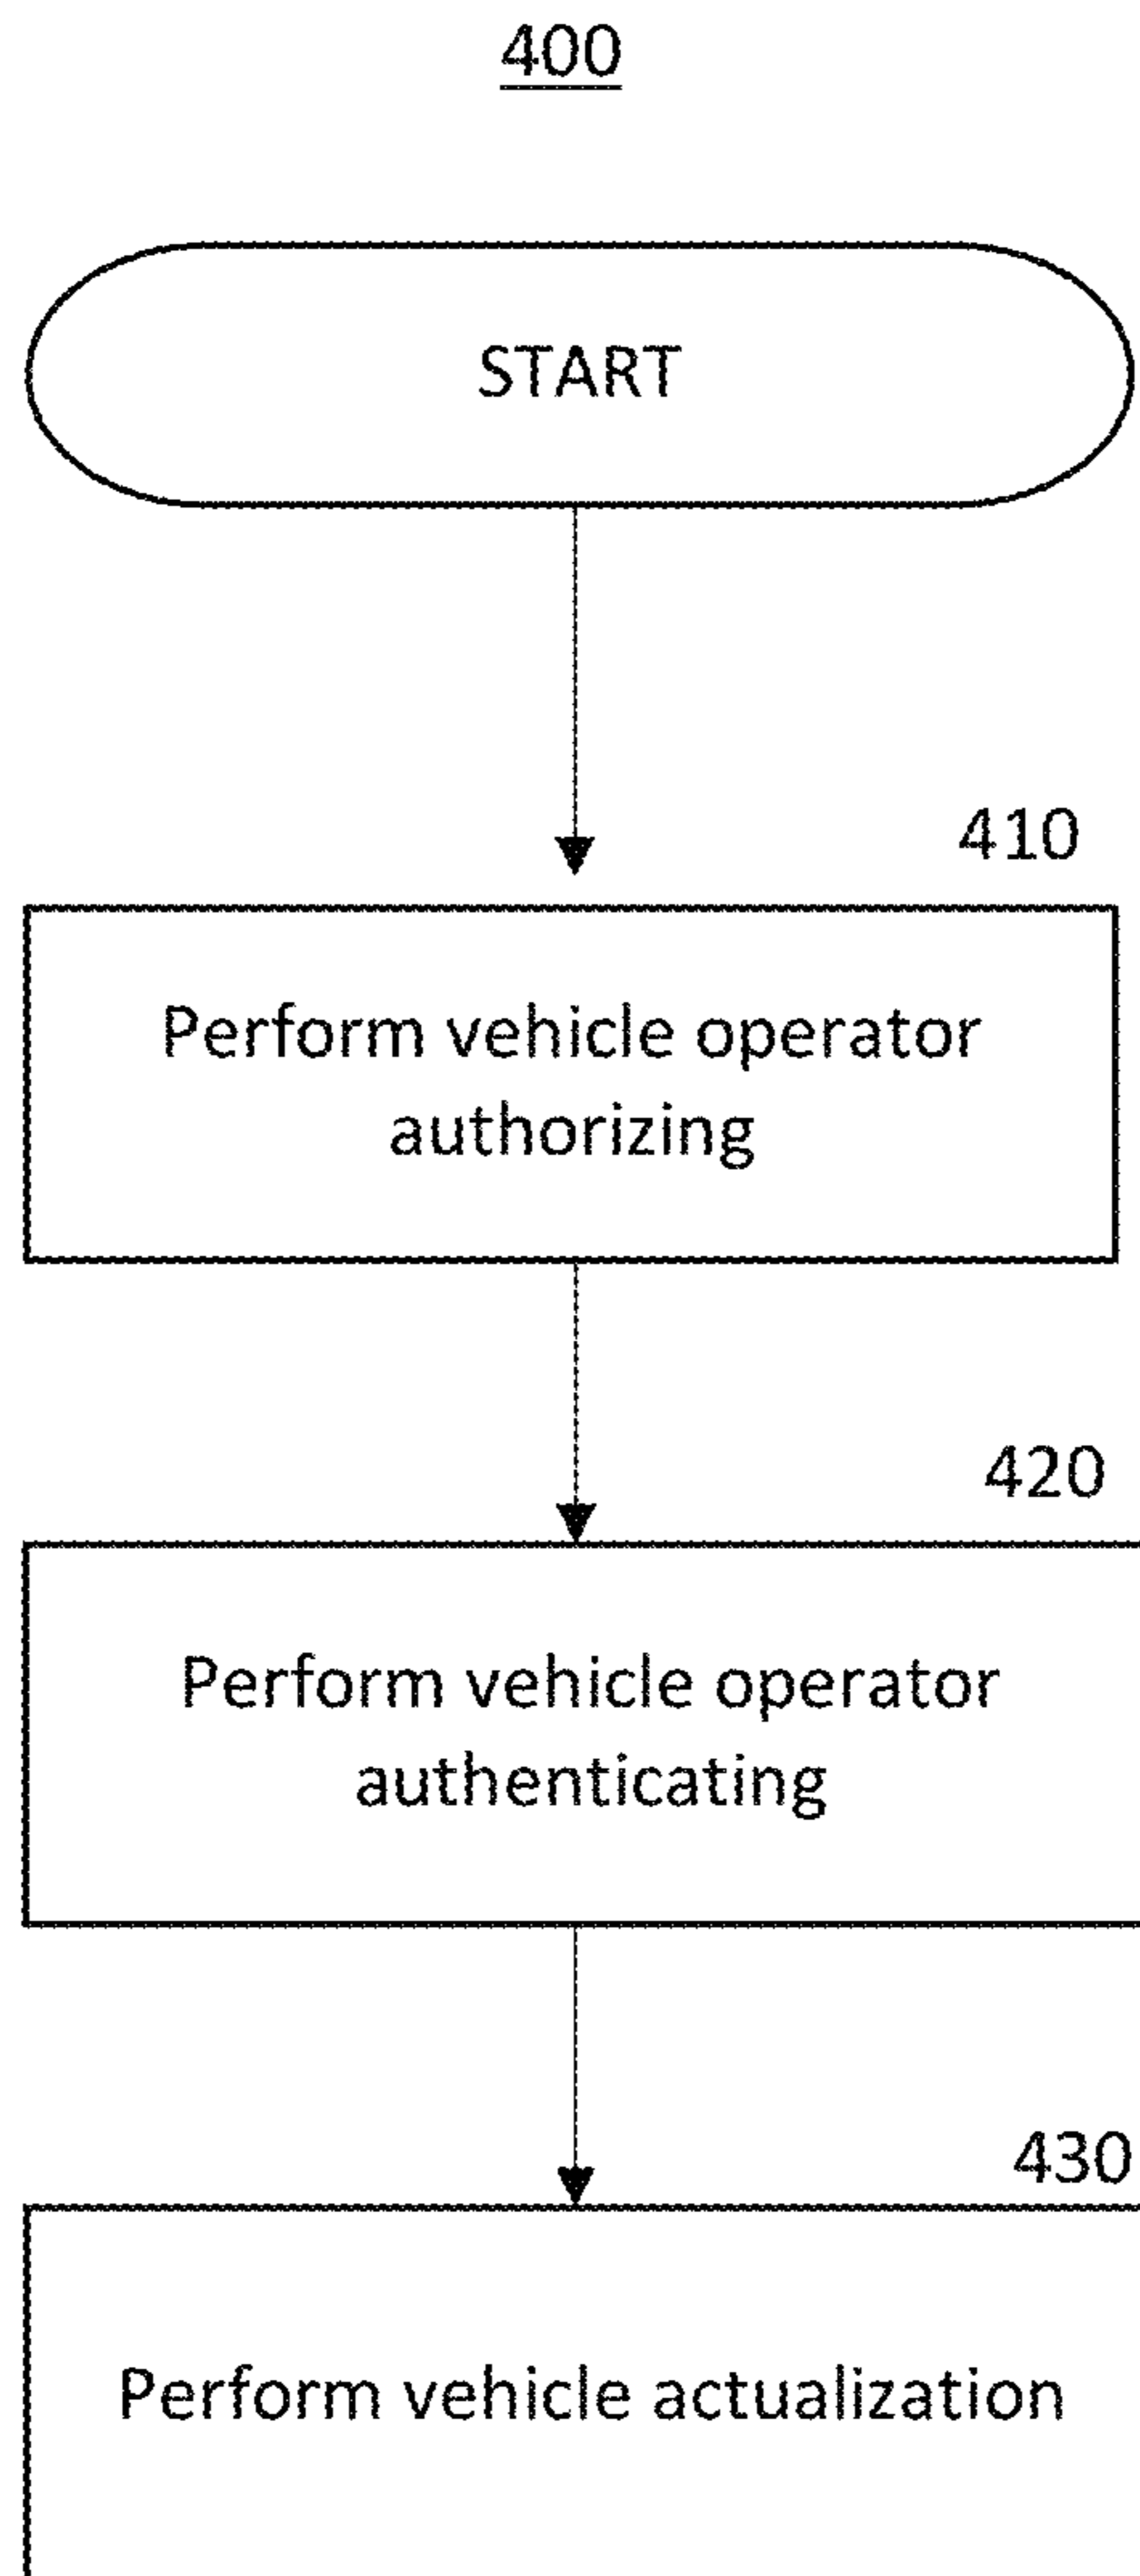 400
START
410
Perform vehicle operator
authorizing
420
Perform vehicle operator
authenticating
430
Perform vehicle actualization